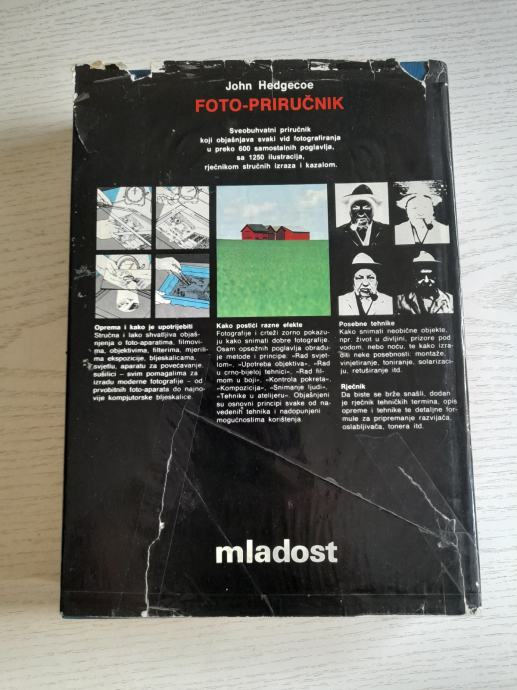 John Hedgecoe
FOTO-PRIRUČNIK
Sveobuhvatni priručnik
koji objašnjava svaki vid fotografiranja
u preko 600 samostalnih poglavlja,
sa 1250 ilustracija,
rječnikom stručnih izraza i kazalom.
Oprema i kako je upotrijebiti
Stručna i lako shvatljiva objaš-
njenja o foto-aparatima, filmovi-
ma, objektivima, filterima, mjerili-
ma ekspozicije, bljeskalicama,
svjetlu, aparatu za povećavanje,
sušilici – svim pomagalima za
izradu moderne fotografije – od
prvobitnih foto-aparata do najno-
vije kompjutorske bljeskalice.
Kako postići razne efekte
Fotografije i crteži zorno pokazu-
ju kako snimati dobre fotografije.
Osam opsežnih poglavlja obrađu-
je metode i principe: »Rad svjet-
lom«, »Upotreba objektiva«, »Rad
u crno-bijeloj tehnici«, »Rad fil-
mom u boji«, »Kontrola pokreta«,
»Kompozicija«, »Snimanje ljudi«,
»Tehnike u atelijeru«. Objašnjeni
su osnovni principi svake od na-
vedenih tehnika i nadopunjeni
mogućnostima korištenja.
Posebne tehnike
Kako snimati neobične objekte,
npr. život u divljini, prizore pod
vodom, nebo noću, te kako izra-
diti neke posebnosti: montaže,
vinjetiranje, toniranje, solarizaci-
ju, retuširanje itd.
Rječnik
Da biste se brže snašli, dodan
je rječnik tehničkih termina, opis
opreme i tehnike te detaljne for-
mule za pripremanje razvijača,
oslabljivača, tonera itd.
mladost